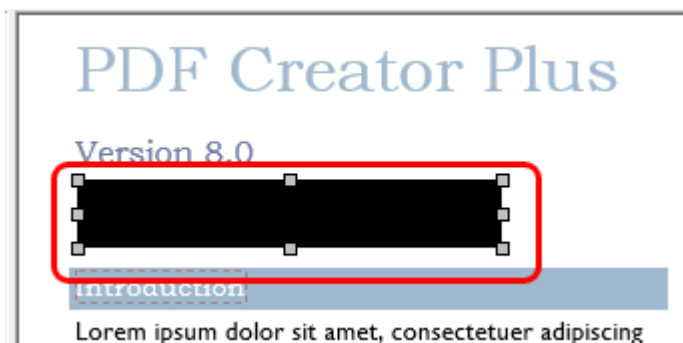 PDF Creator Plus
Version 8.0
Introduction
Lorem ipsum dolor sit amet, consectetuer adipiscing